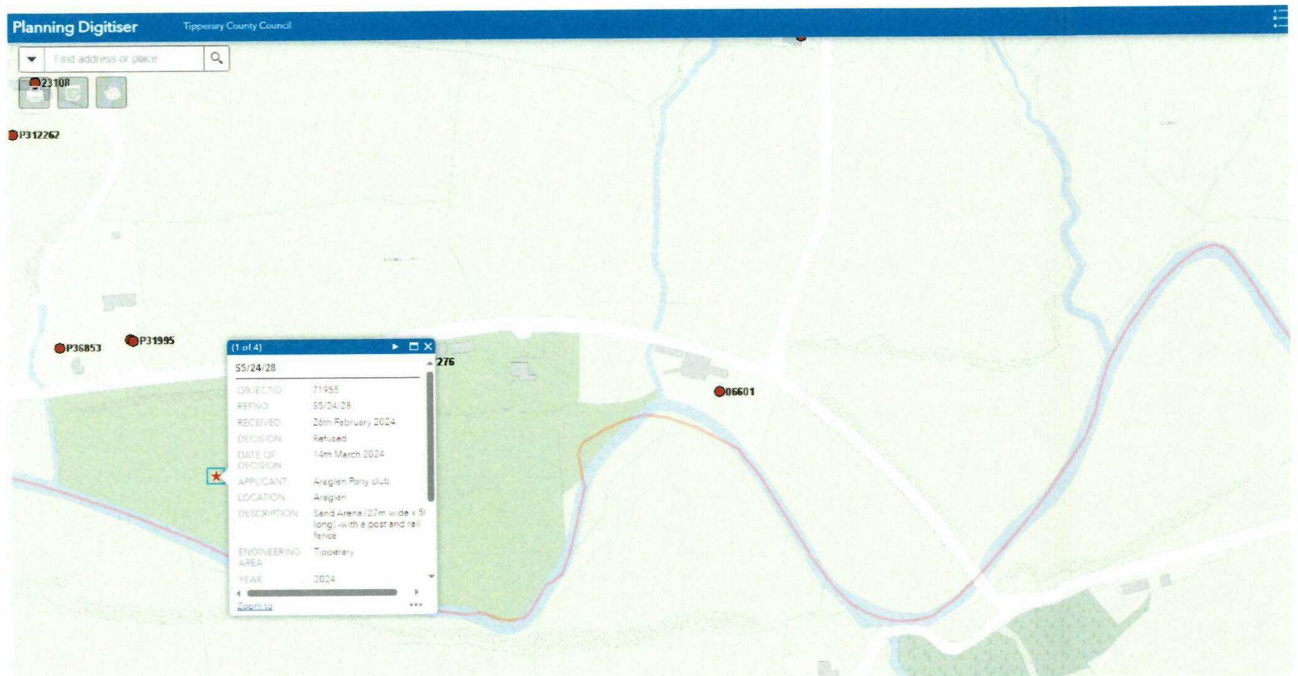 Planning Digitiser Tipperary County Council
Find address or place
23108
P312262
P36853
P31995
276
06601
(1 of 4)
S5/24/28
OBJECTID 71955
REFNO S5/24/28
RECEIVED 26th February 2024
DECISION Refused
DATE OF DECISION 14th March 2024
APPLICANT Araglen Pony club
LOCATION Araglen
DESCRIPTION Sand Arena (27m wide x
long) -with a post and rail
fence
ENGINEERING AREA Tipperary
YEAR 2024
Zoom to